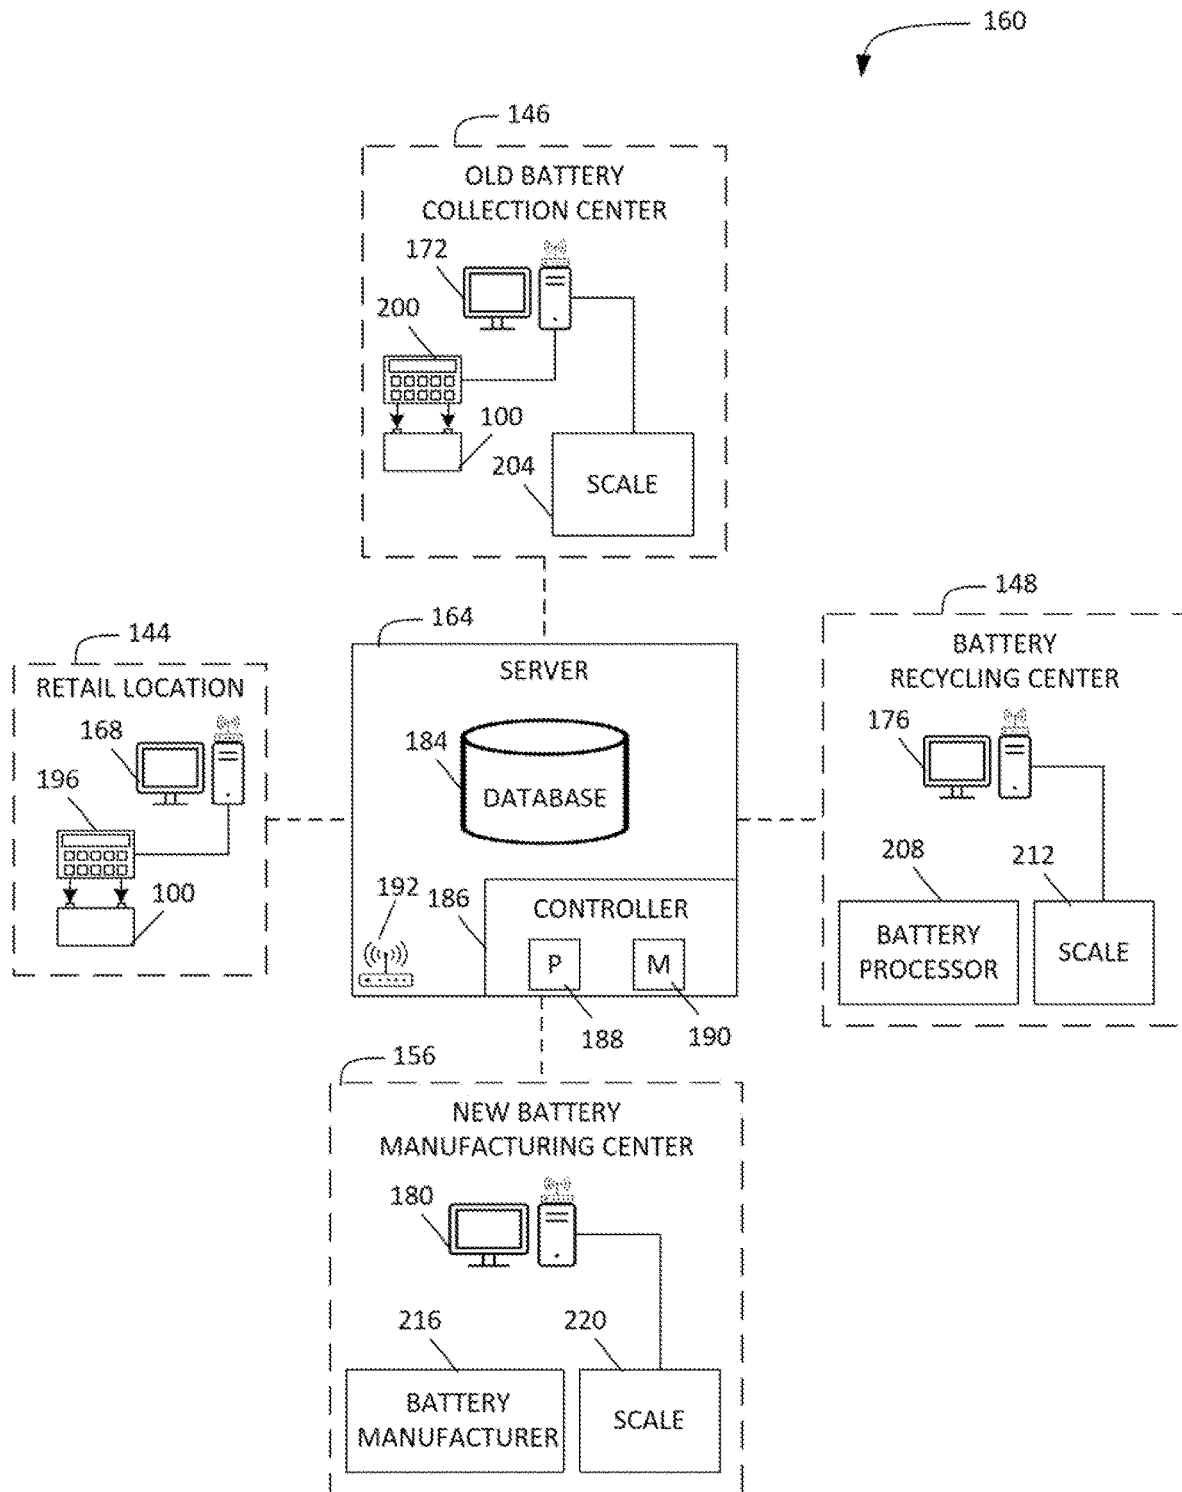 160
146
OLD BATTERY
COLLECTION CENTER
172
200
100
204
SCALE
164
SERVER
184
DATABASE
192
186
CONTROLLER
P
M
188
190
144
RETAIL LOCATION
168
196
100
148
BATTERY
RECYCLING CENTER
176
208
212
BATTERY
PROCESSOR
SCALE
156
NEW BATTERY
MANUFACTURING CENTER
180
216
220
BATTERY
MANUFACTURER
SCALE